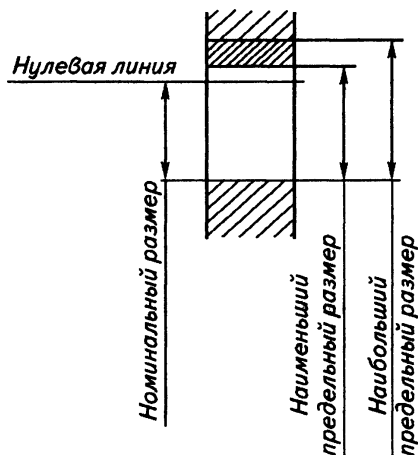 Нулевая линия
Номинальный размер
Наименьший
предельный размер
Наибольший
предельный размер